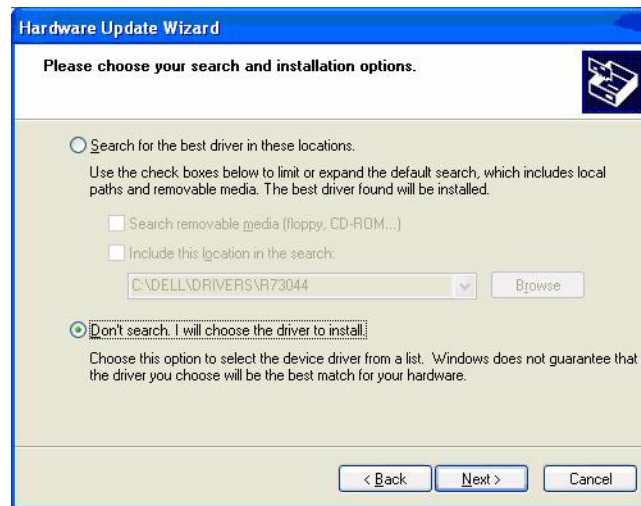 Hardware Update Wizard
Please choose your search and installation options.
Search for the best driver in these locations.
Use the check boxes below to limit or expand the default search, which includes local
paths and removable media. The best driver found will be installed.
Search removable media (floppy, CD-ROM...)
Include this location in the search:
C:\DELL\DRIVERS\R73044
Browse
Don't search. I will choose the driver to install.
Choose this option to select the device driver from a list. Windows does not guarantee that
the driver you choose will be the best match for your hardware.
< Back Next > Cancel